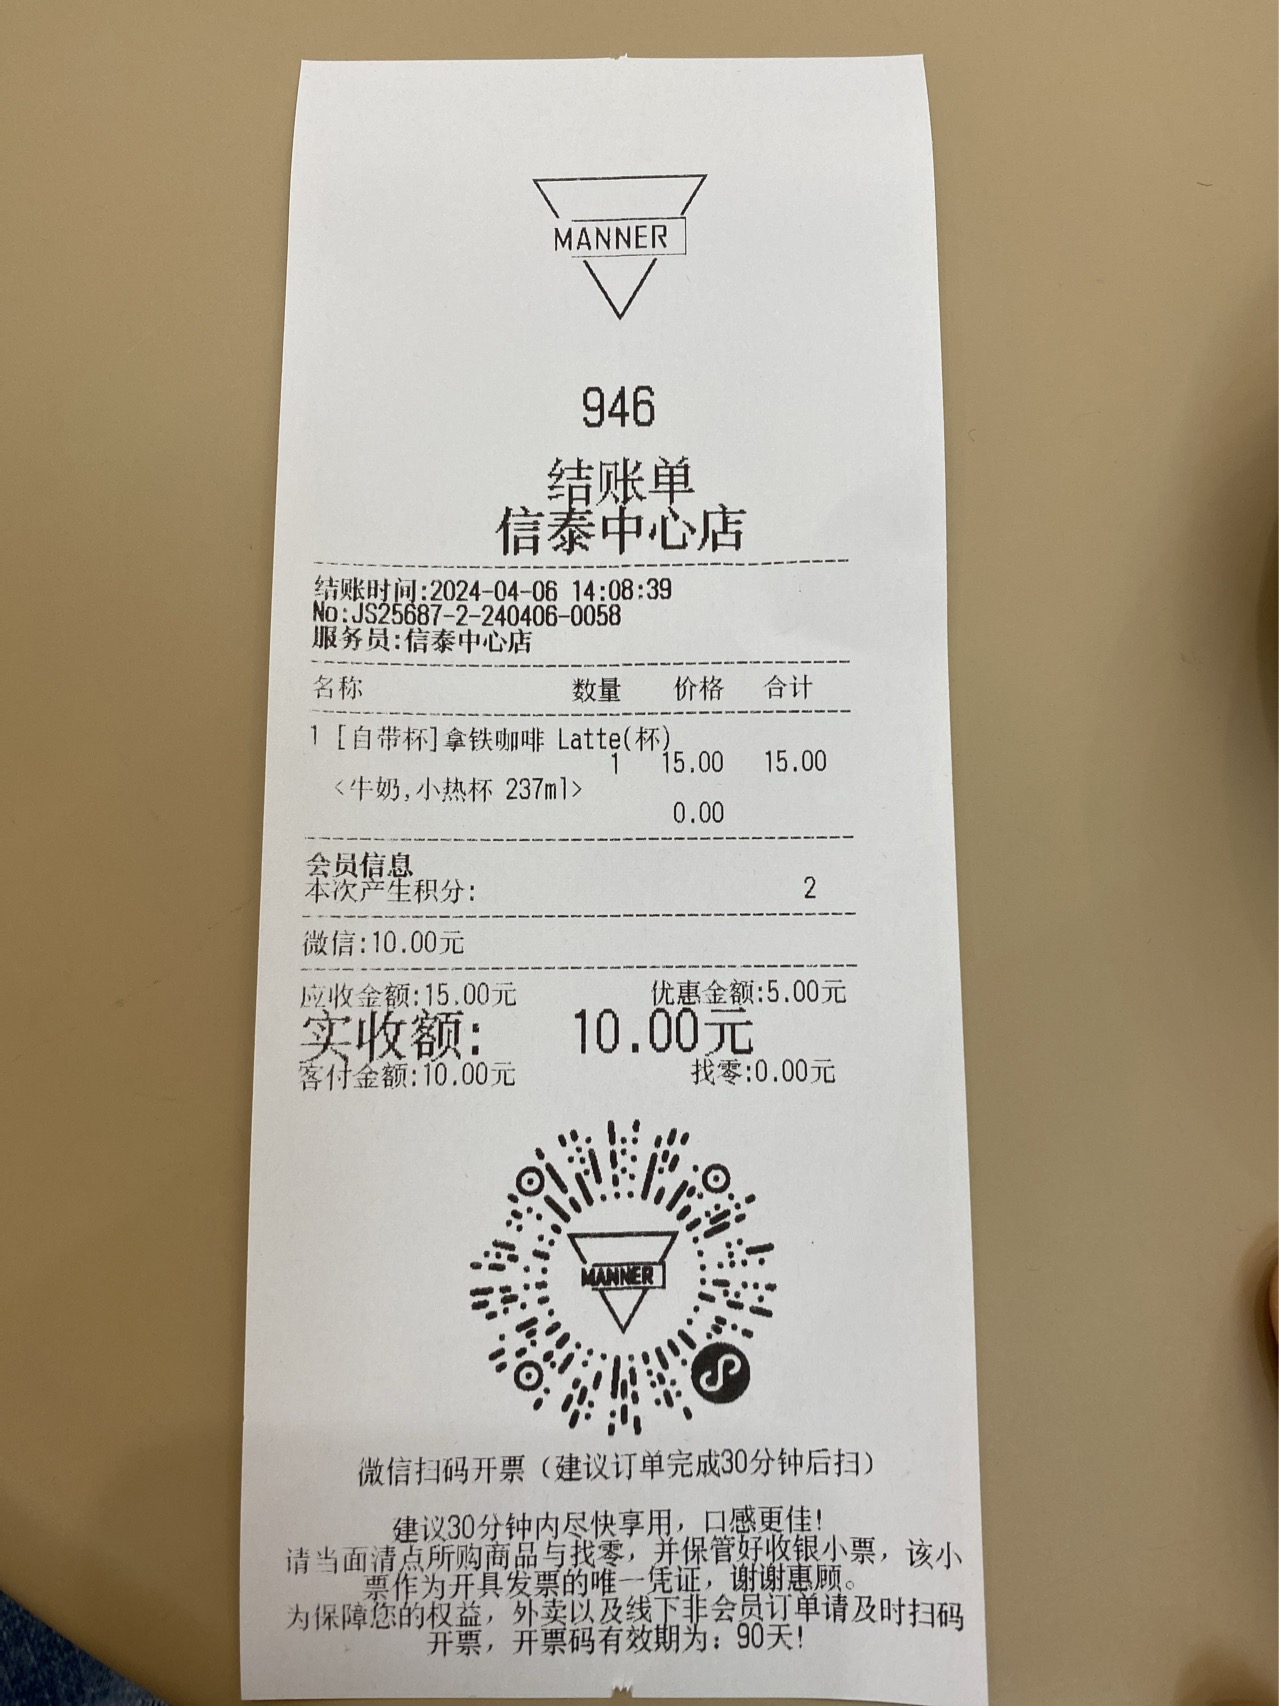 MANNER
946
结账单
信泰中心店
结账时间:2024-04-06 14:08:39
No:JS25687-2-240406-0058
服务员:信泰中心店
名称 数量 价格 合计
1 [自带杯]拿铁咖啡 Latte(杯)
1 15.00 15.00
<牛奶,小热杯 237ml>
0.00
会员信息
本次产生积分: 2
微信:10.00元
应收金额:15.00元 优惠金额:5.00元
实收额: 10.00元
客付金额:10.00元 找零:0.00元
MANNER
微信扫码开票（建议订单完成30分钟后扫）
建议30分钟内尽快享用，口感更佳!
请当面清点所购商品与找零，并保管好收银小票，该小
票作为开具发票的唯一凭证，谢谢惠顾。
为保障您的权益，外卖以及线下非会员订单请及时扫码
开票，开票码有效期为：90天!